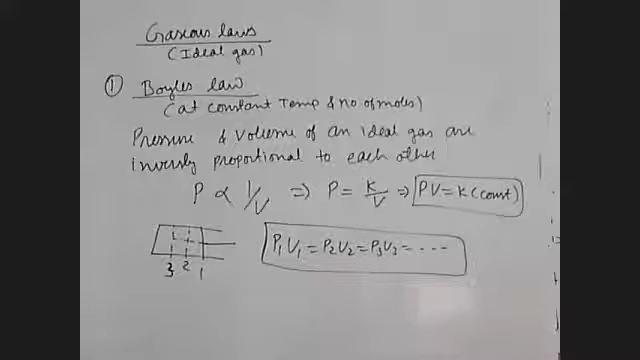 Gaseous laws
(Ideal gas)
① Boyles law
(at constant Temp & no of moles)
Pressure & Volume of an ideal gas are
inversly proportional to each other
P ∝ 1/V ⇒ P = K/V ⇒ PV = K (const)
P₁V₁ = P₂V₂ = P₃V₃ = ----
3 2 1